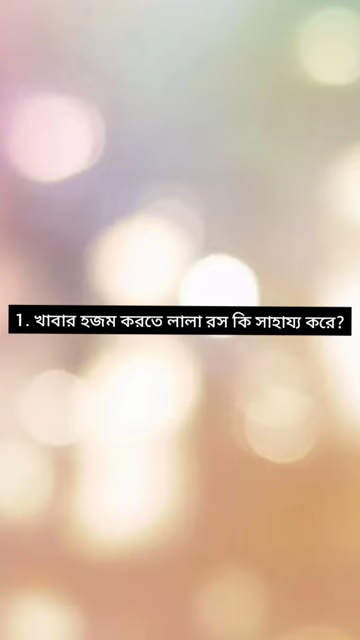 1. খাবার হজম করতে লালা রস কি সাহায্য করে?